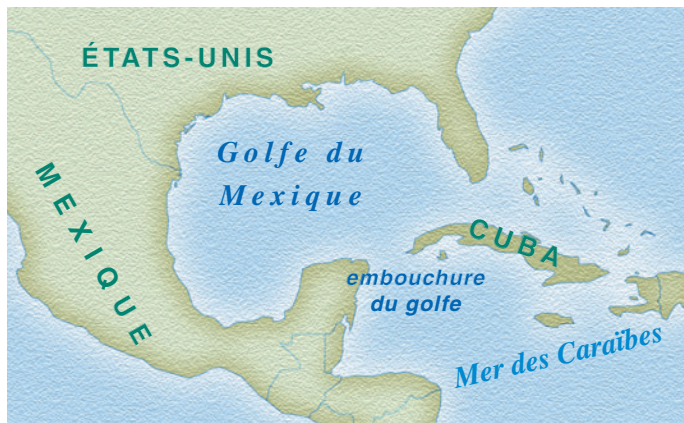 ÉTATS-UNIS
Golfe du
Mexique
MEXIQUE
CUBA
embouchure
du golfe
Mer des Caraïbes